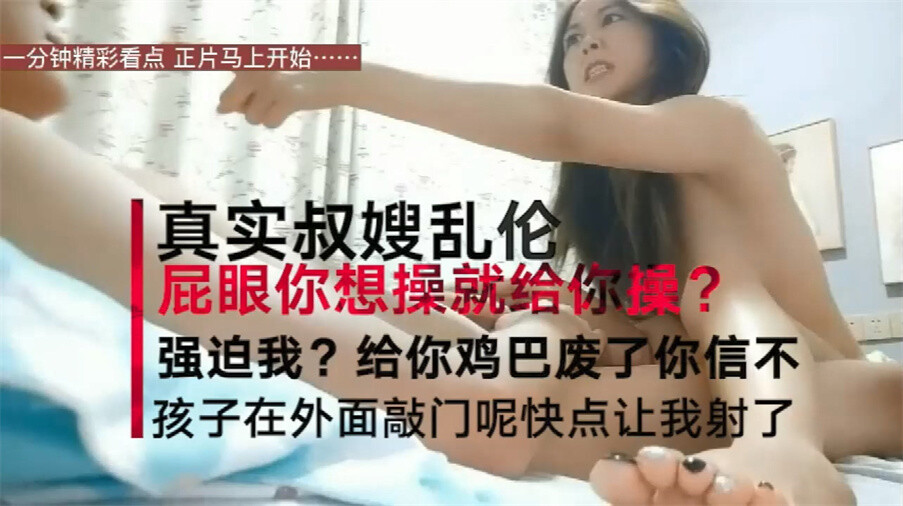 一分钟精彩看点 正片马上开始……
真实叔嫂乱伦
屁眼你想操就给你操？
强迫我？给你鸡巴废了你信不
孩子在外面敲门呢快点让我射了